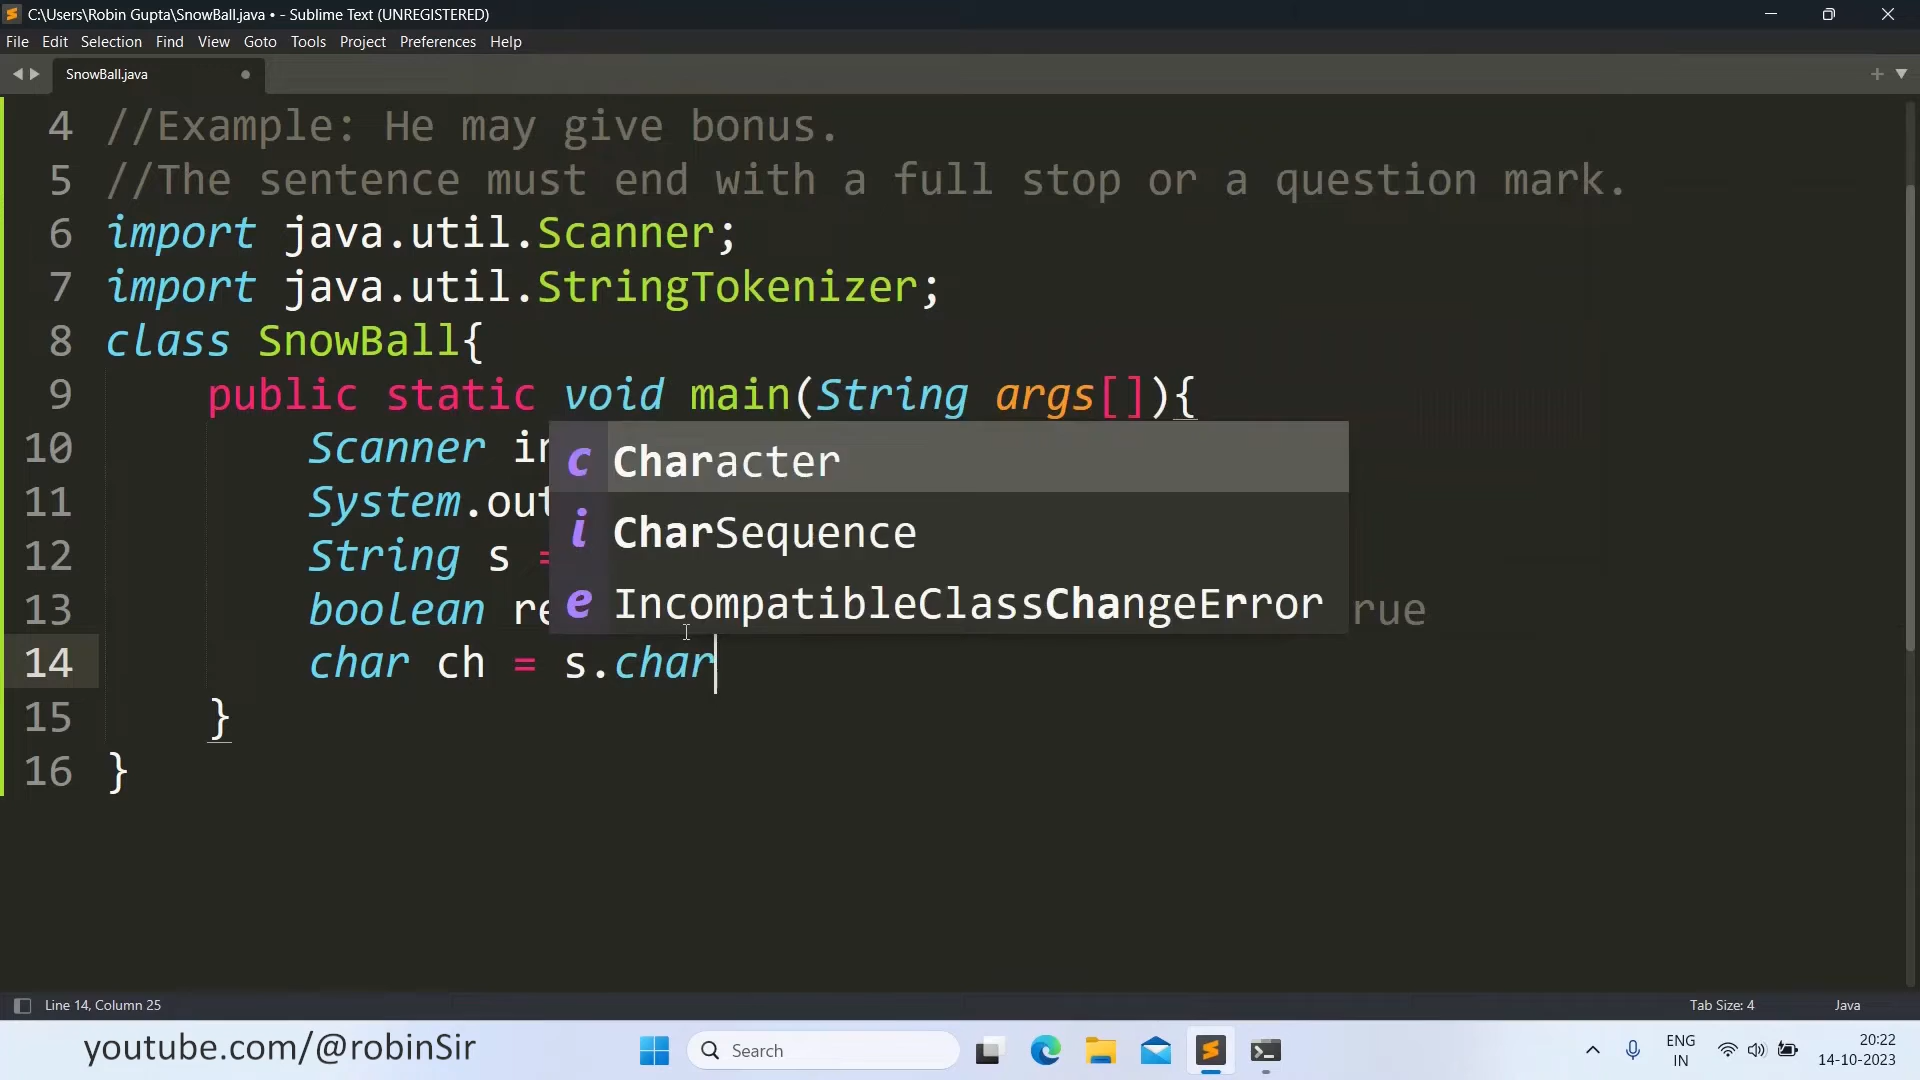 C:\Users\Robin Gupta\SnowBall.java • - Sublime Text (UNREGISTERED)
File Edit Selection Find View Goto Tools Project Preferences Help
SnowBall.java
4 //Example: He may give bonus.
5 //The sentence must end with a full stop or a question mark.
6 import java.util.Scanner;
7 import java.util.StringTokenizer;
8 class SnowBall{
9 public static void main(String args[]){
10 Scanner in
11 System.out
12 String s =
13 boolean re rue
14 char ch = s.char
15 }
16 }
c Character
i CharSequence
e IncompatibleClassChangeError
Line 14, Column 25 Tab Size: 4 Java
youtube.com/@robinSir
Search
ENG
IN
20:22
14-10-2023